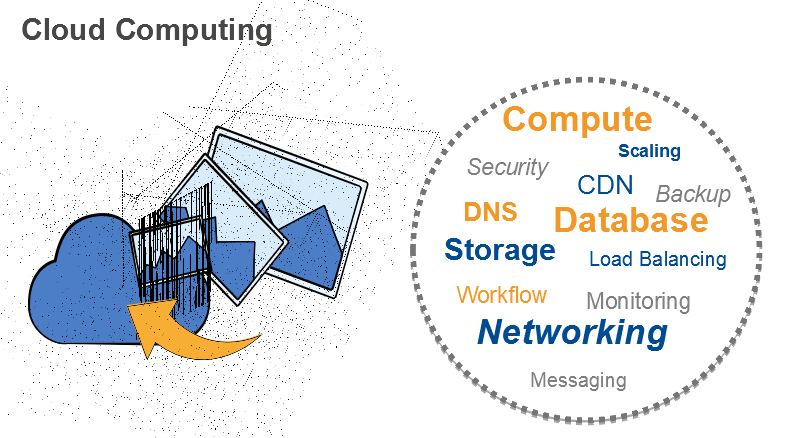 Cloud Computing
Compute
Scaling
Security
CDN
Backup
DNS
Database
Storage
Load Balancing
Workflow
Monitoring
Networking
Messaging